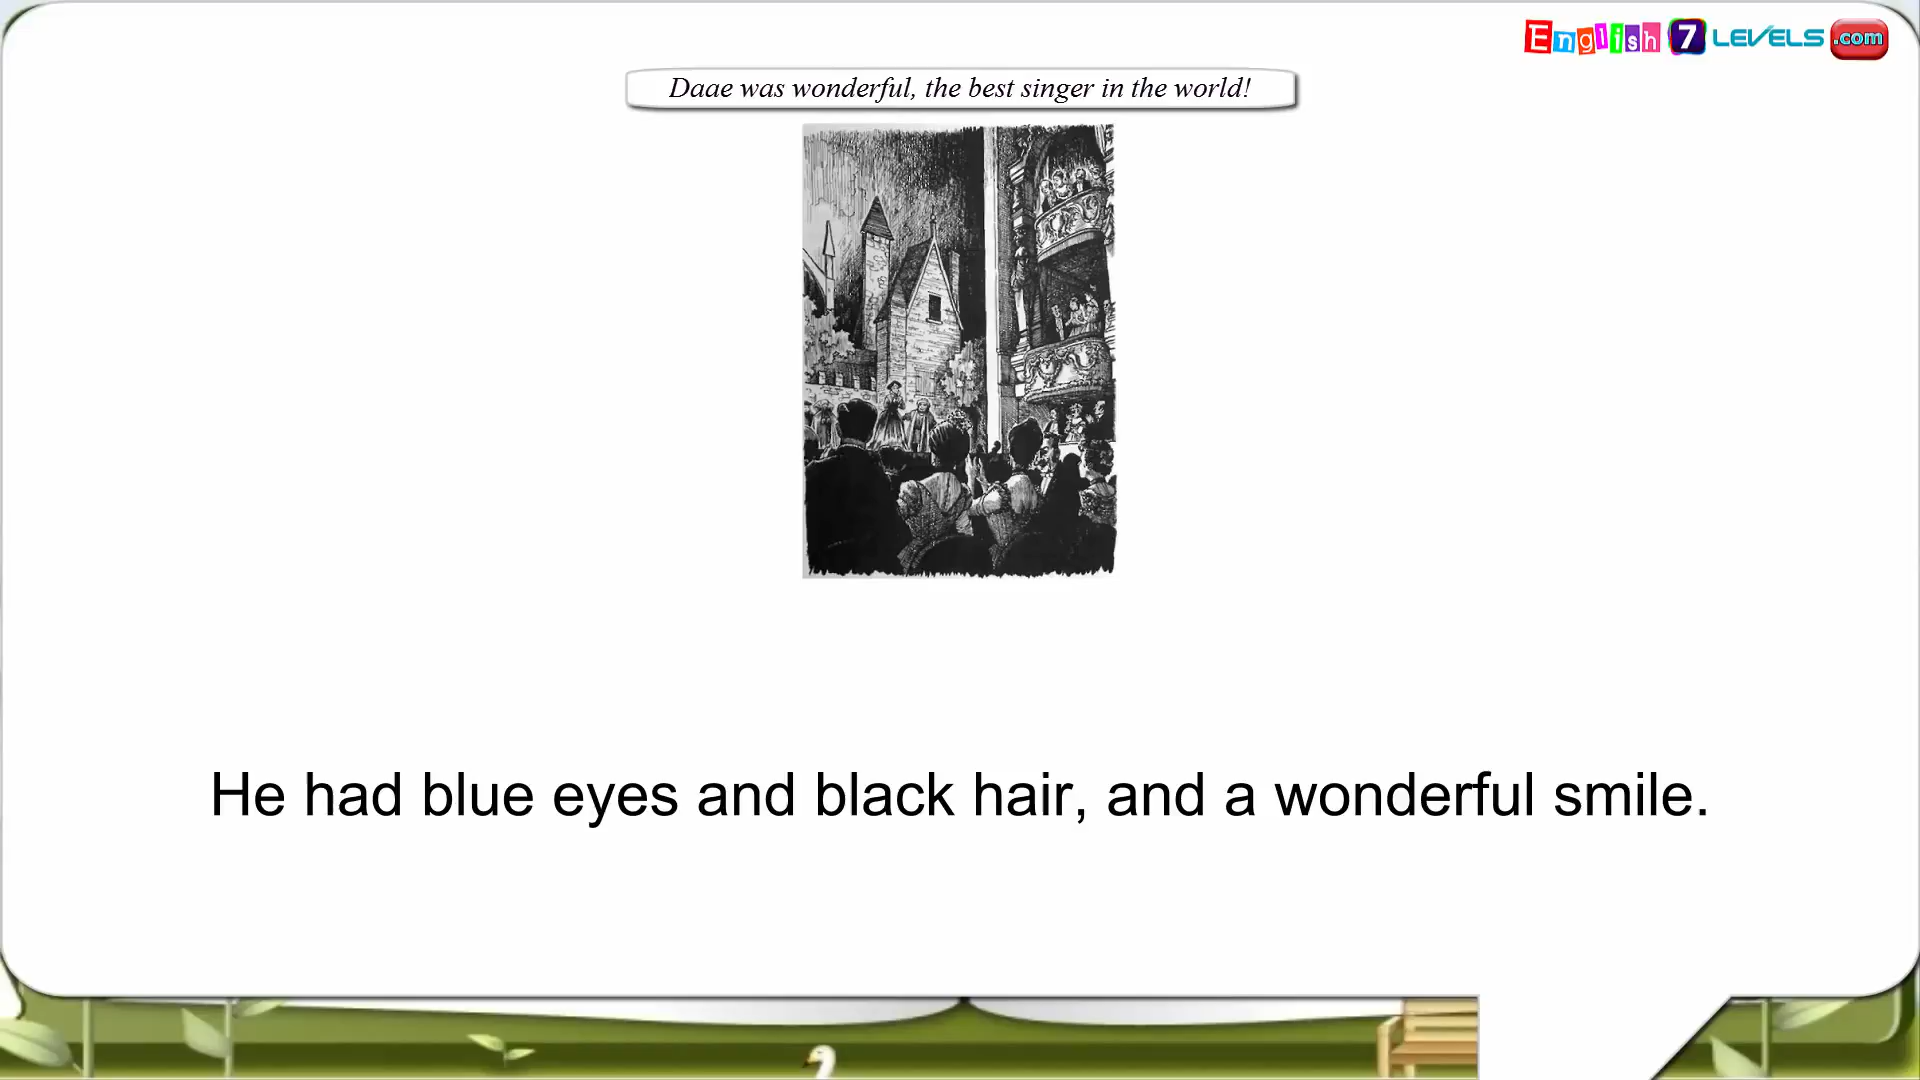 English 7 LEVELS .com
Daae was wonderful, the best singer in the world!
He had blue eyes and black hair, and a wonderful smile.